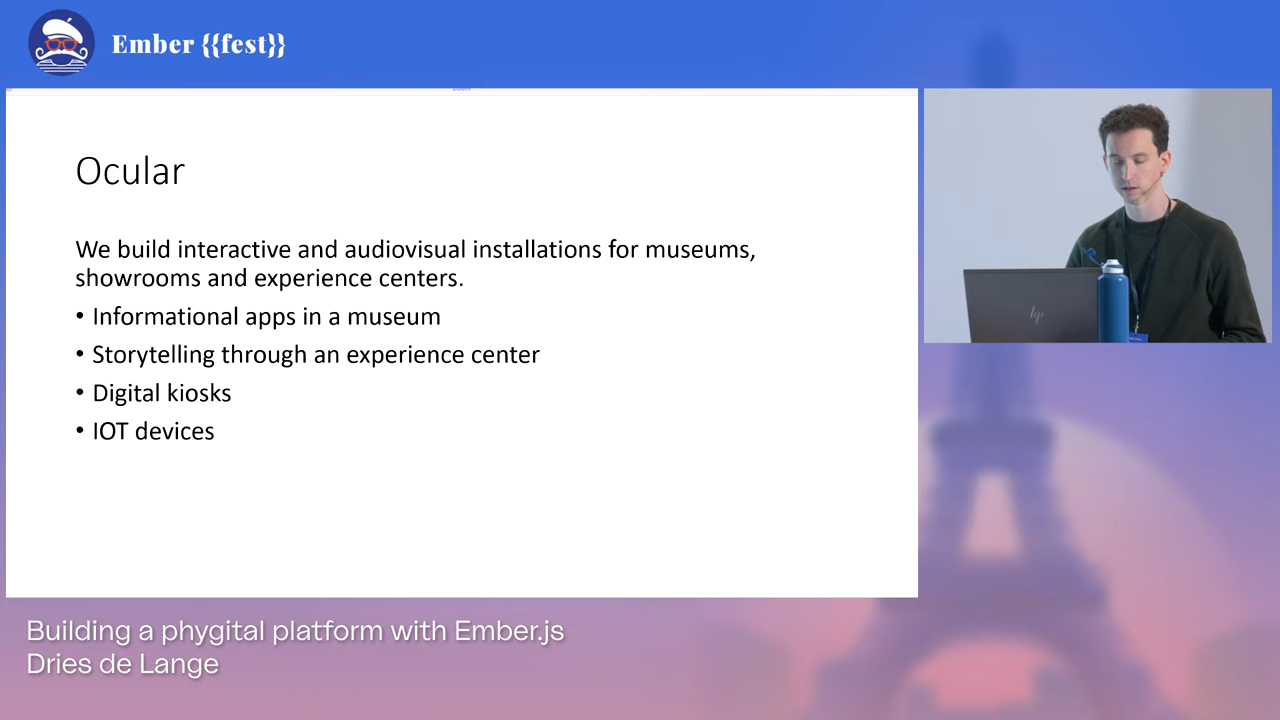 Ember {{fest}}
Ocular
We build interactive and audiovisual installations for museums,
showrooms and experience centers.
• Informational apps in a museum
• Storytelling through an experience center
• Digital kiosks
• IOT devices
hp
Building a phygital platform with Ember.js
Dries de Lange